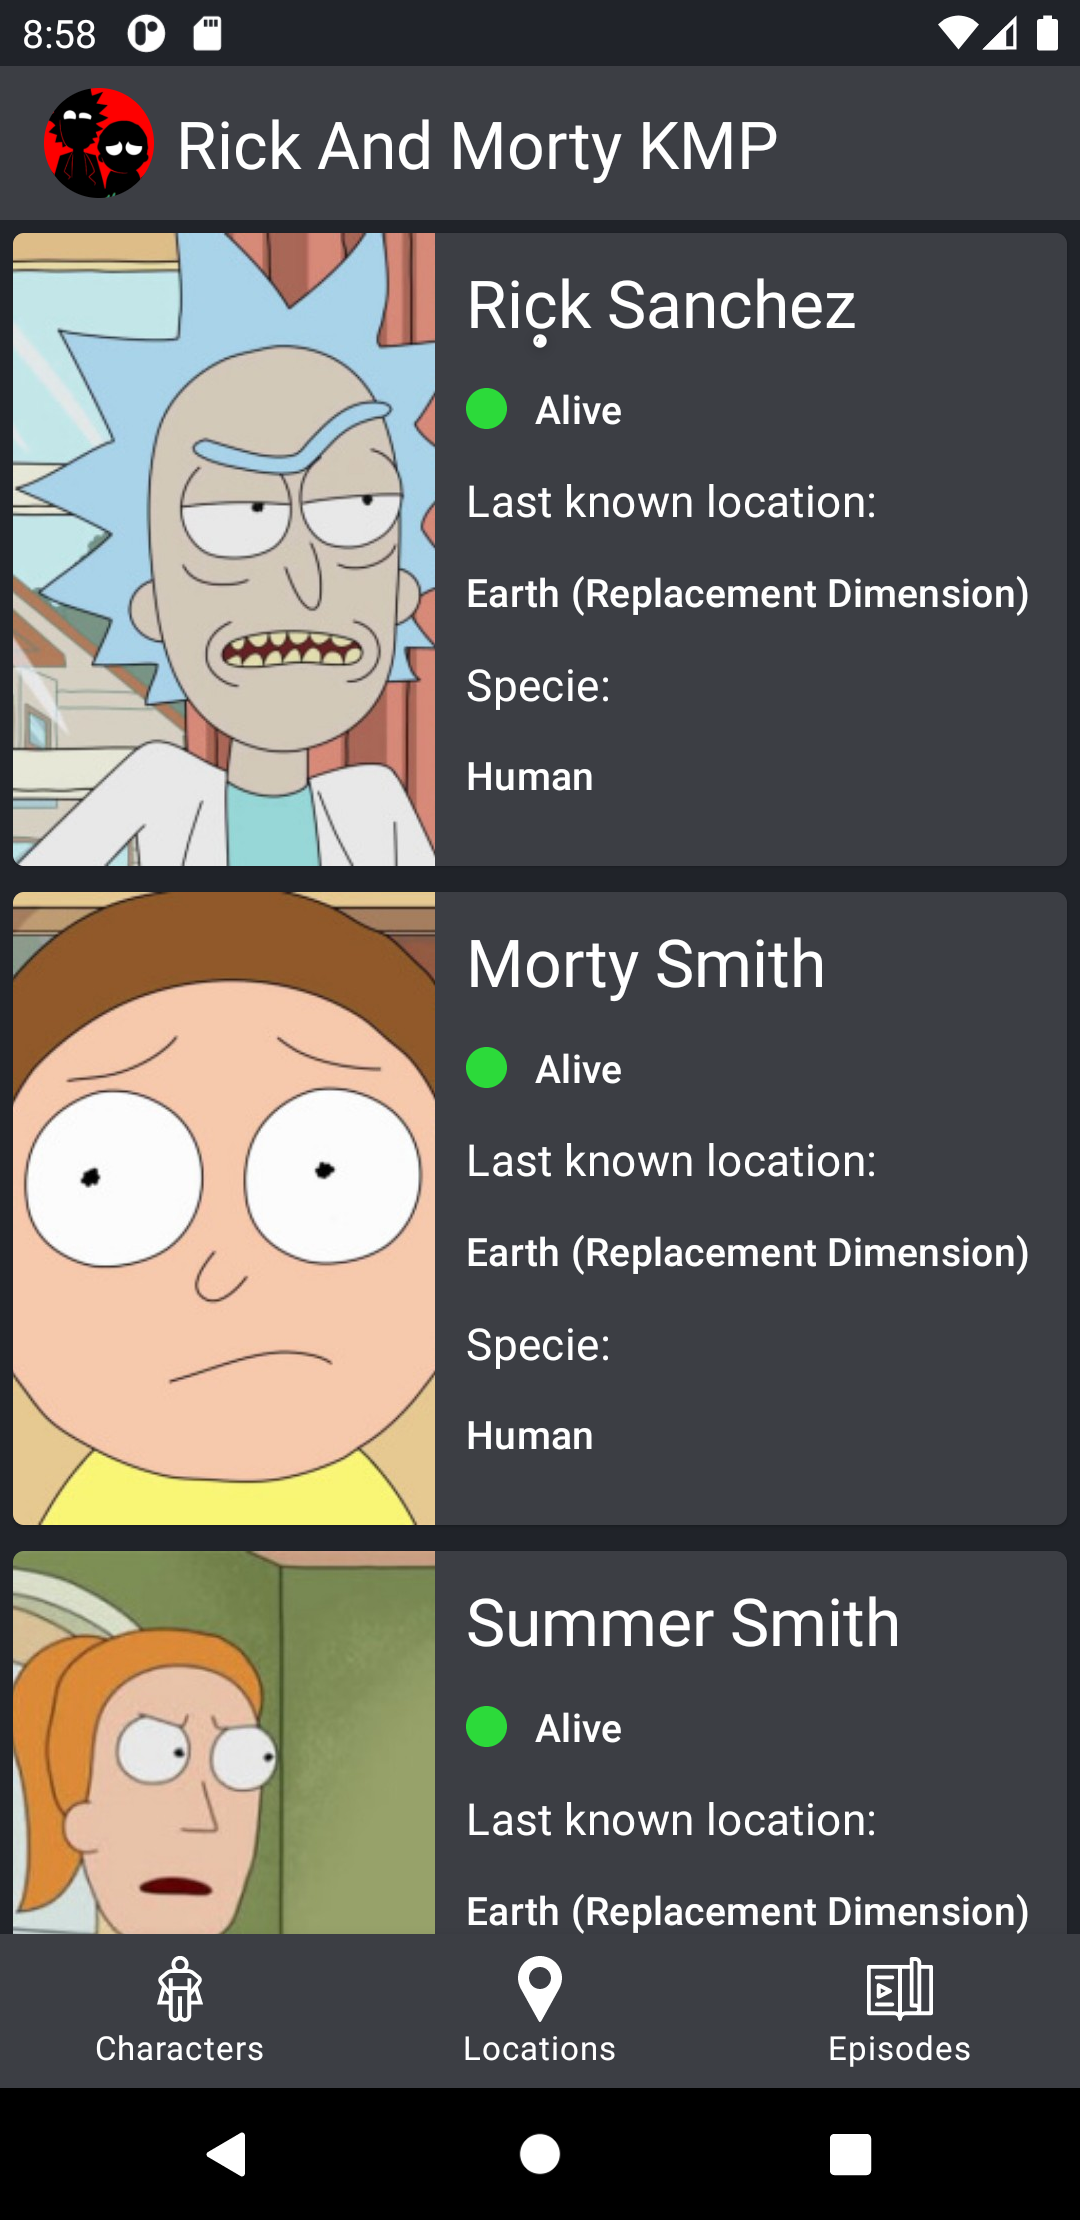 8:58
Rick And Morty KMP
Rick Sanchez
Alive
Last known location:
Earth (Replacement Dimension)
Specie:
Human
Morty Smith
Alive
Last known location:
Earth (Replacement Dimension)
Specie:
Human
Summer Smith
Alive
Last known location:
Earth (Replacement Dimension)
Characters
Locations
Episodes